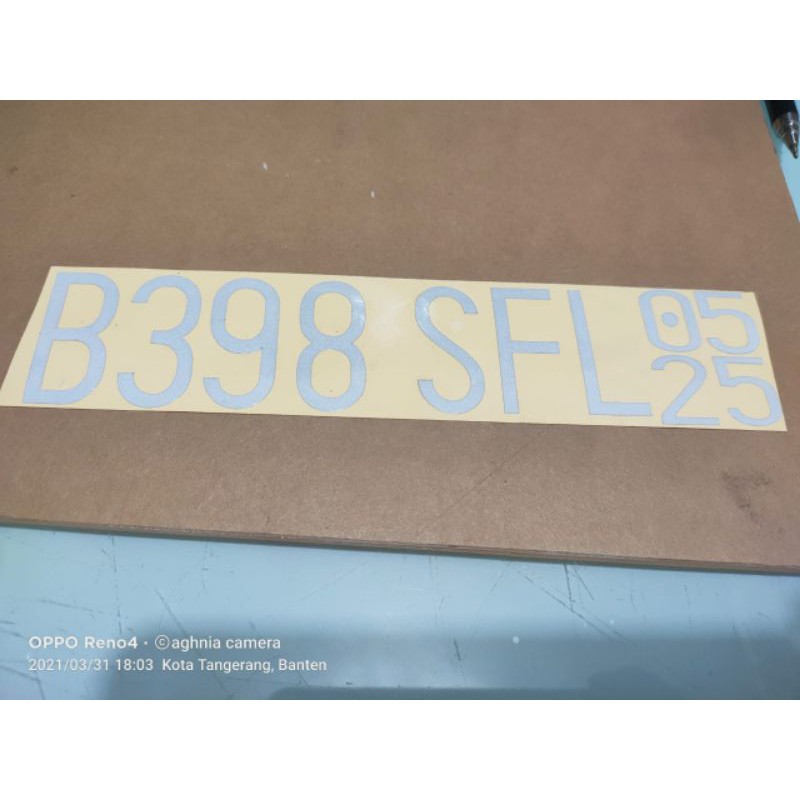 B398 SFL 05
25
OPPO Reno4 · ©aghnia camera
2021/03/31 18:03 Kota Tangerang, Banten